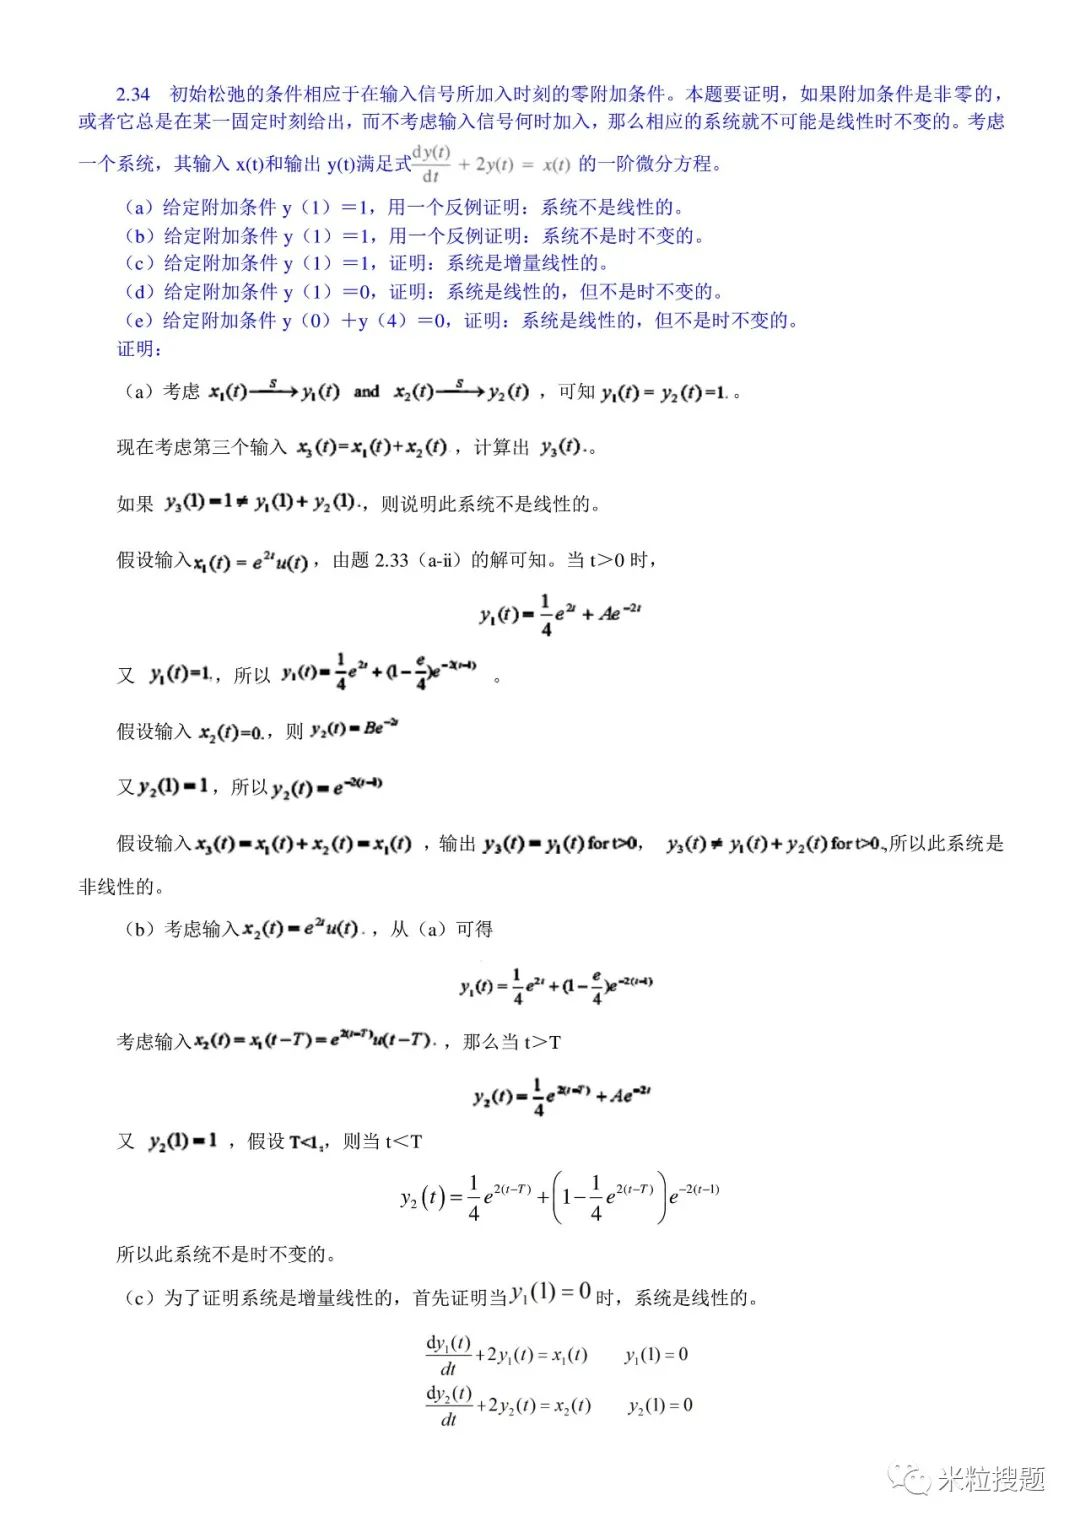 2.34 初始松弛的条件相应于在输入信号所加入时刻的零附加条件。本题要证明，如果附加条件是非零的，
或者它总是在某一固定时刻给出，而不考虑输入信号何时加入，那么相应的系统就不可能是线性时不变的。考虑
一个系统，其输入 x(t)和输出 y(t)满足式 dy(t)/dt + 2y(t) = x(t) 的一阶微分方程。
（a）给定附加条件 y（1）＝1，用一个反例证明：系统不是线性的。
（b）给定附加条件 y（1）＝1，用一个反例证明：系统不是时不变的。
（c）给定附加条件 y（1）＝1，证明：系统是增量线性的。
（d）给定附加条件 y（1）＝0，证明：系统是线性的，但不是时不变的。
（e）给定附加条件 y（0）＋y（4）＝0，证明：系统是线性的，但不是时不变的。
证明：
（a）考虑 x₁(t) —s→ y₁(t) and x₂(t) —s→ y₂(t) ，可知 y₁(t) = y₂(t)=1. 。
现在考虑第三个输入 x₃(t)=x₁(t)+x₂(t) ，计算出 y₃(t).。
如果 y₃(1)=1≠ y₁(1)+ y₂(1).，则说明此系统不是线性的。
假设输入 x₁(t) = e^{2t}u(t) ，由题 2.33（a-ii）的解可知。当 t＞0 时，
y₁(t)= 1/4 e^{2t} + Ae^{-2t}
又 y₁(t)=1,，所以 y₁(t)= 1/4 e^{2t} + (1- e/4)e^{-2(t-1)} 。
假设输入 x₂(t)=0.，则 y₂(t) = Be^{-2t}
又 y₂(1) = 1，所以 y₂(t) = e^{-2(t-1)}
假设输入 x₃(t)=x₁(t)+x₂(t)=x₁(t) ，输出 y₃(t)= y₁(t) for t>0， y₃(t) ≠ y₁(t)+ y₂(t) for t>0.,所以此系统是
非线性的。
（b）考虑输入 x₂(t) = e^{2t}u(t). ，从（a）可得
y₁(t) = 1/4 e^{2t} + (1- e/4)e^{-2(t-1)}
考虑输入 x₂(t)= x₁(t-T)= e^{2(t-T)}u(t-T). ，那么当 t＞T
y₂(t)= 1/4 e^{2(t-T)} + Ae^{-2t}
又 y₂(1)=1 ，假设 T<1,，则当 t＜T
y₂(t) = 1/4 e^{2(t-T)} + (1- 1/4 e^{2(t-T)}) e^{-2(t-1)}
所以此系统不是时不变的。
（c）为了证明系统是增量线性的，首先证明当 y₁(1) = 0 时，系统是线性的。
dy₁(t)/dt +2y₁(t) = x₁(t) y₁(1) = 0
dy₂(t)/dt +2y₂(t) = x₂(t) y₂(1) = 0
米粒搜题